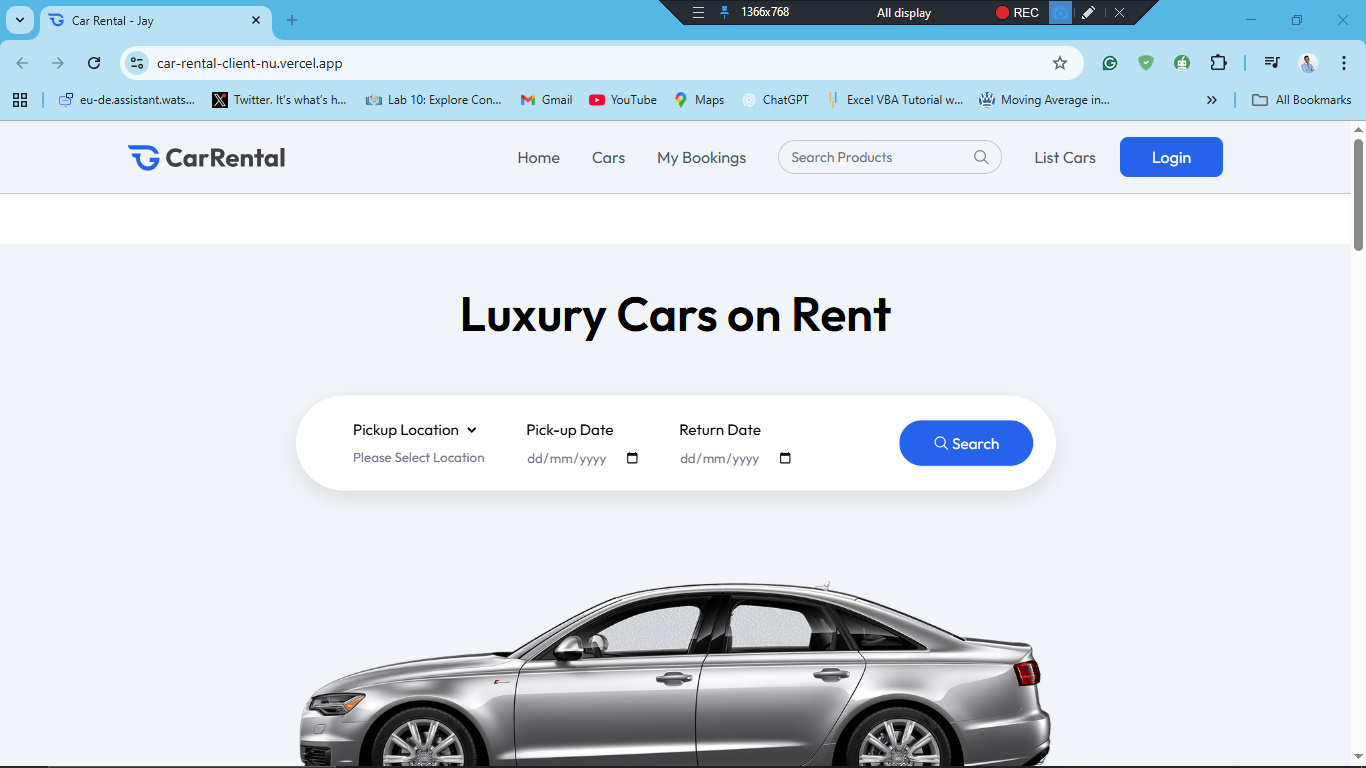 Car Rental - Jay
1366x768 All display REC
car-rental-client-nu.vercel.app
eu-de.assistant.wats... Twitter. It's what's h... Lab 10: Explore Con... Gmail YouTube Maps ChatGPT Excel VBA Tutorial w... Moving Average in... All Bookmarks
CarRental Home Cars My Bookings Search Products List Cars Login
Luxury Cars on Rent
Pickup Location Pick-up Date Return Date
Please Select Location dd/mm/yyyy dd/mm/yyyy
Search